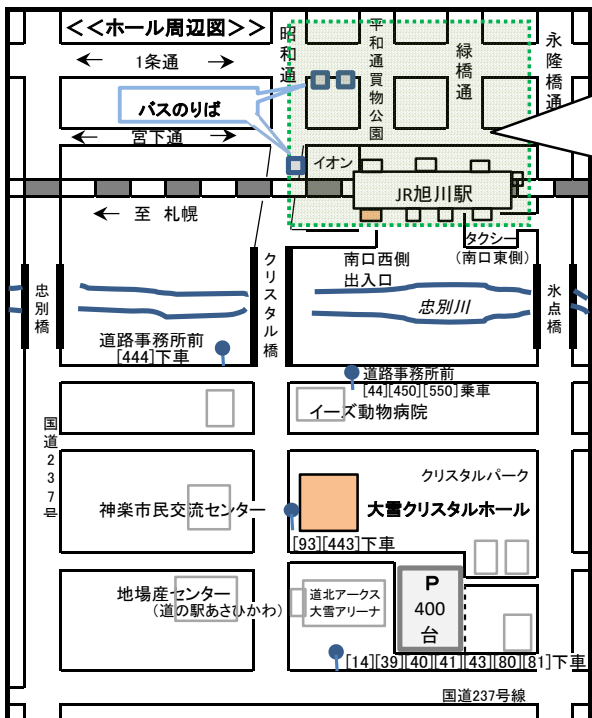 <<ホール周辺図>>
昭和通
平和通買物公園
緑橋通
永隆橋通
← 1条通 →
バスのりば
← 宮下通 →
イオン
JR旭川駅
← 至 札幌
タクシー
(南口東側)
南口西側
出入口
クリスタル橋
忠別橋
忠別川
氷点橋
道路事務所前
[444]下車
道路事務所前
[44][450][550]乗車
イーズ動物病院
国道237号
クリスタルパーク
神楽市民交流センター
大雪クリスタルホール
[93][443]下車
地場産センター
(道の駅あさひかわ)
道北アークス
大雪アリーナ
P
400
台
[14][39][40][41][43][80][81]下車
国道237号線